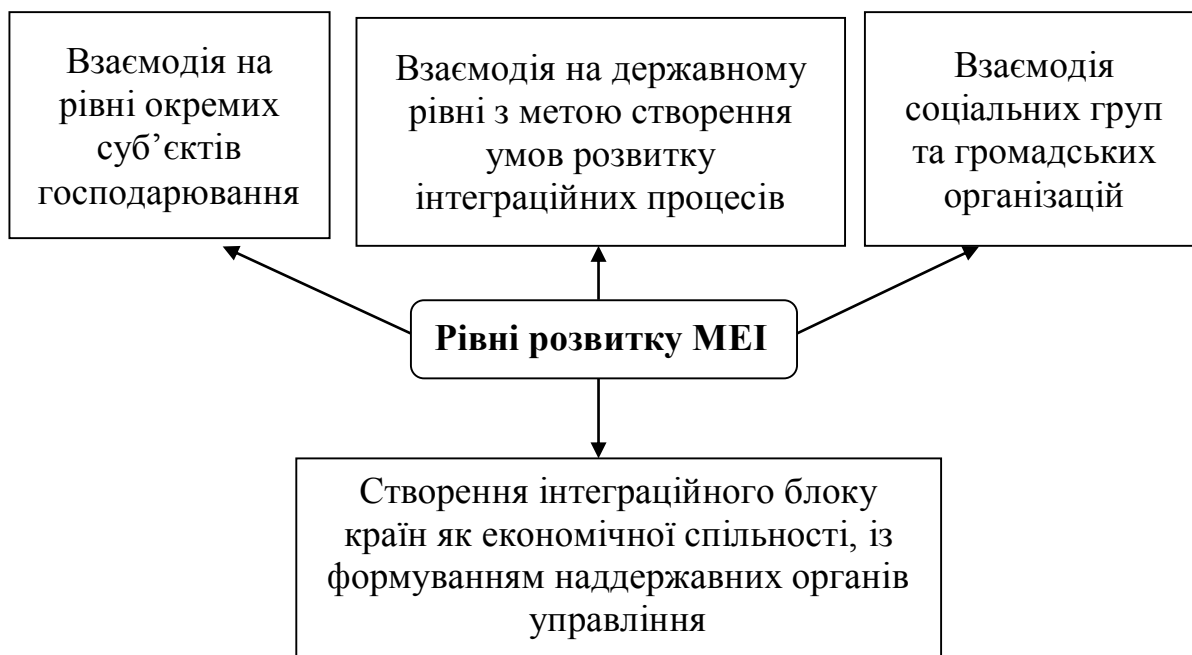 Взаємодія на
рівні окремих
суб’єктів
господарювання
Взаємодія на державному
рівні з метою створення
умов розвитку
інтеграційних процесів
Взаємодія
соціальних груп
та громадських
організацій
Рівні розвитку МЕІ
Створення інтеграційного блоку
країн як економічної спільності, із
формуванням наддержавних органів
управління